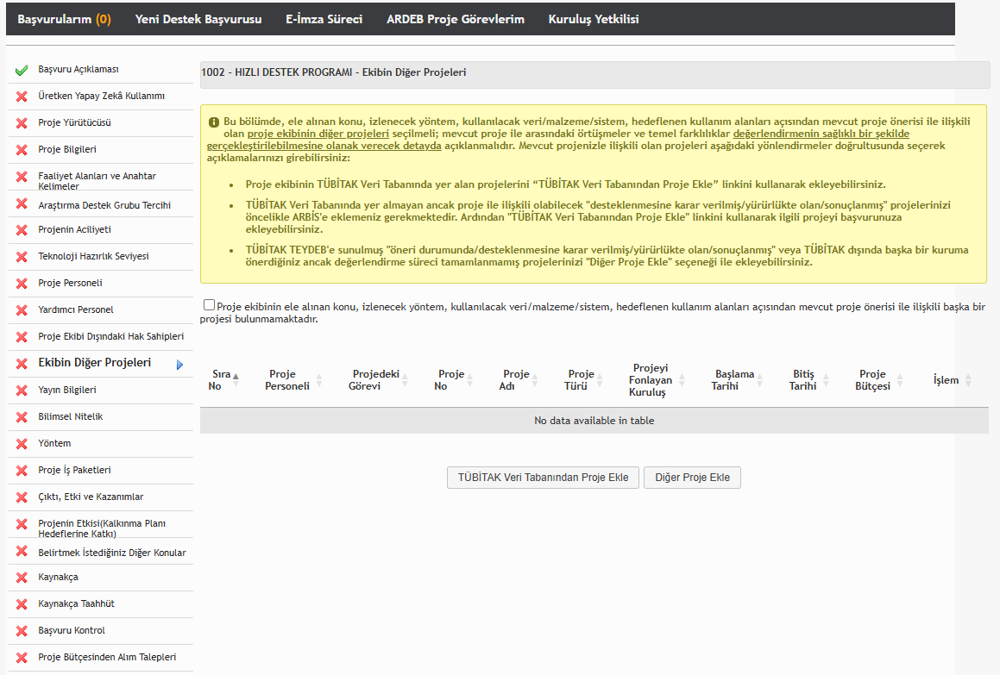 Başvurularım (0) Yeni Destek Başvurusu E-İmza Süreci ARDEB Proje Görevlerim Kuruluş Yetkilisi
Başvuru Açıklaması
Üretken Yapay Zekâ Kullanımı
Proje Yürütücüsü
Proje Bilgileri
Faaliyet Alanları ve Anahtar
Kelimeler
Araştırma Destek Grubu Tercihi
Projenin Aciliyeti
Teknoloji Hazırlık Seviyesi
Proje Personeli
Yardımcı Personel
Proje Ekibi Dışındaki Hak Sahipleri
Ekibin Diğer Projeleri
Yayın Bilgileri
Bilimsel Nitelik
Yöntem
Proje İş Paketleri
Çıktı, Etki ve Kazanımlar
Projenin Etkisi(Kalkınma Planı
Hedeflerine Katkı)
Belirtmek İstediğiniz Diğer Konular
Kaynakça
Kaynakça Taahhüt
Başvuru Kontrol
Proje Bütçesinden Alım Talepleri
1002 - HIZLI DESTEK PROGRAMI - Ekibin Diğer Projeleri
Bu bölümde, ele alınan konu, izlenecek yöntem, kullanılacak veri/malzeme/sistem, hedeflenen kullanım alanları açısından mevcut proje önerisi ile ilişkili
olan proje ekibinin diğer projeleri seçilmeli; mevcut proje ile arasındaki örtüşmeler ve temel farklılıklar değerlendirmenin sağlıklı bir şekilde
gerçekleştirilebilmesine olanak verecek detayda açıklanmalıdır. Mevcut projenizle ilişkili olan projeleri aşağıdaki yönlendirmeler doğrultusunda seçerek
açıklamalarınızı girebilirsiniz:
• Proje ekibinin TÜBİTAK Veri Tabanında yer alan projelerini “TÜBİTAK Veri Tabanından Proje Ekle” linkini kullanarak ekleyebilirsiniz.
• TÜBİTAK Veri Tabanında yer almayan ancak proje ile ilişkili olabilecek "desteklenmesine karar verilmiş/yürürlükte olan/sonuçlanmış" projelerinizi
öncelikle ARBİS'e eklemeniz gerekmektedir. Ardından "TÜBİTAK Veri Tabanından Proje Ekle" linkini kullanarak ilgili projeyi başvurunuza
ekleyebilirsiniz.
• TÜBİTAK TEYDEB'e sunulmuş "öneri durumunda/desteklenmesine karar verilmiş/yürürlükte olan/sonuçlanmış" veya TÜBİTAK dışında başka bir kuruma
önerdiğiniz ancak değerlendirme süreci tamamlanmamış projelerinizi "Diğer Proje Ekle" seçeneği ile ekleyebilirsiniz.
Proje ekibinin ele alınan konu, izlenecek yöntem, kullanılacak veri/malzeme/sistem, hedeflenen kullanım alanları açısından mevcut proje önerisi ile ilişkili başka bir
projesi bulunmamaktadır.
Sıra No Proje Personeli Projedeki Görevi Proje No Proje Adı Proje Türü Projeyi Fonlayan Kuruluş Başlama Tarihi Bitiş Tarihi Proje Bütçesi İşlem
No data available in table
TÜBİTAK Veri Tabanından Proje Ekle Diğer Proje Ekle